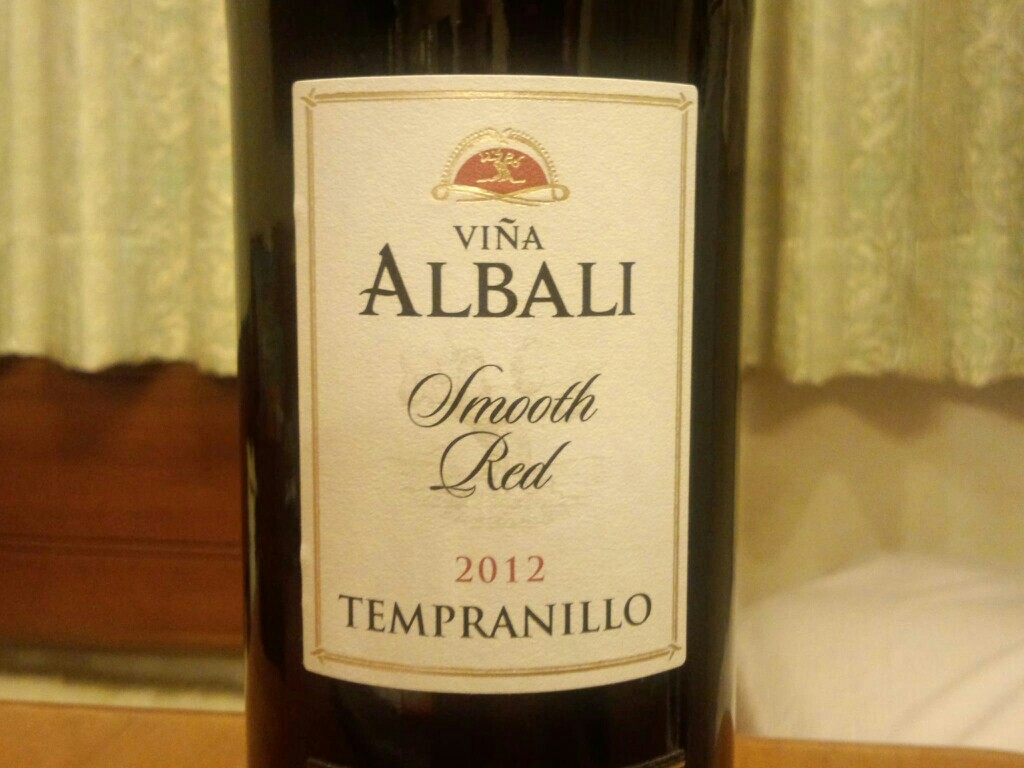 VIÑA
ALBALI
Smooth
Red
2012
TEMPRANILLO